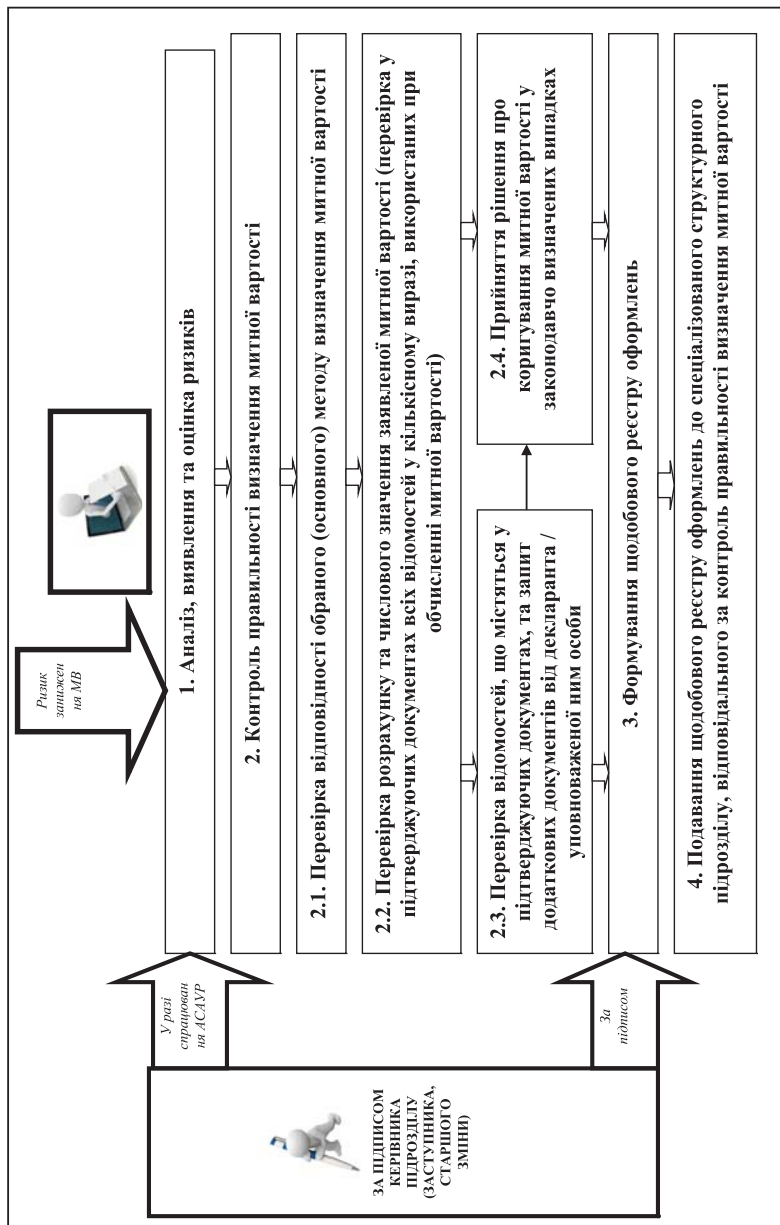 Ризик
занижен
ня МВ
1. Аналіз, виявлення та оцінка ризиків
У разі
спрацюван
ня АСАУР
2. Контроль правильності визначення митної вартості
2.1. Перевірка відповідності обраного (основного) методу визначення митної вартості
2.2. Перевірка розрахунку та числового значення заявленої митної вартості (перевірка у
підтверджуючих документах всіх відомостей у кількісному виразі, використаних при
обчисленні митної вартості)
2.3. Перевірка відомостей, що містяться у
підтверджуючих документах, та запит
додаткових документів від декларанта /
уповноваженої ним особи
2.4. Прийняття рішення про
коригування митної вартості у
законодавчо визначених випадках
ЗА ПІДПИСОМ
КЕРІВНИКА
ПІДРОЗДІЛУ
(ЗАСТУПНИКА,
СТАРШОГО
ЗМІНИ)
За
підписом
3. Формування щодобового реєстру оформлень
4. Подавання щодобового реєстру оформлень до спеціалізованого структурного
підрозділу, відповідального за контроль правильності визначення митної вартості